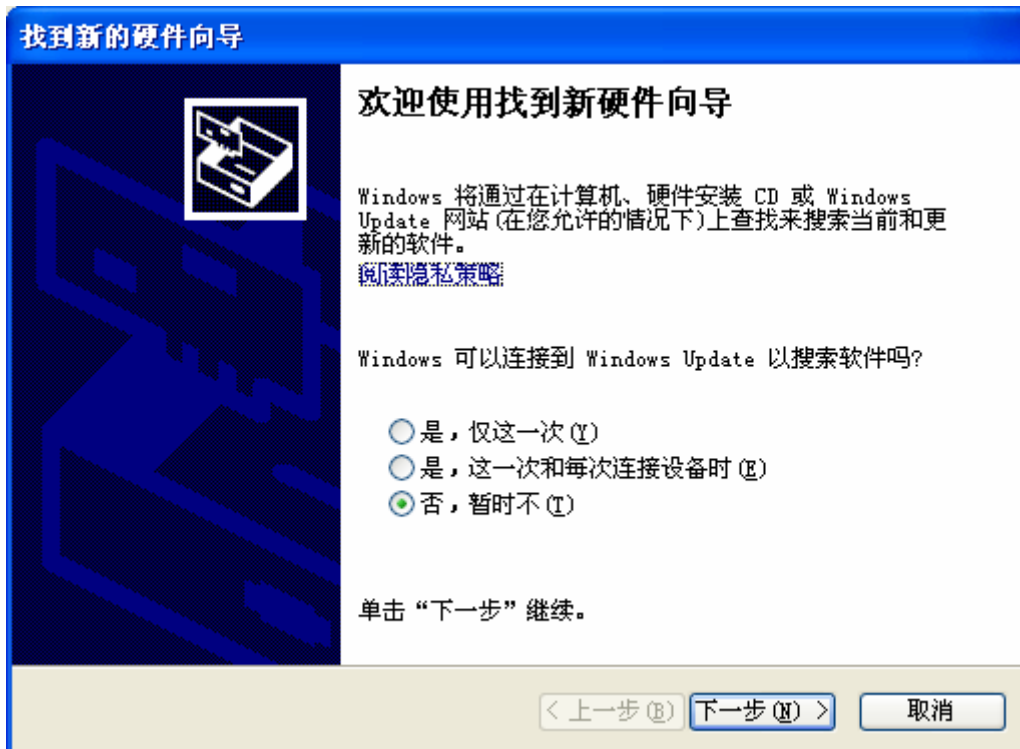 找到新的硬件向导
欢迎使用找到新硬件向导
Windows 将通过在计算机、硬件安装 CD 或 Windows
Update 网站(在您允许的情况下)上查找来搜索当前和更
新的软件。
阅读隐私策略
Windows 可以连接到 Windows Update 以搜索软件吗?
是，仅这一次(Y)
是，这一次和每次连接设备时(E)
否，暂时不(T)
单击“下一步”继续。
< 上一步(B) 下一步(N) > 取消